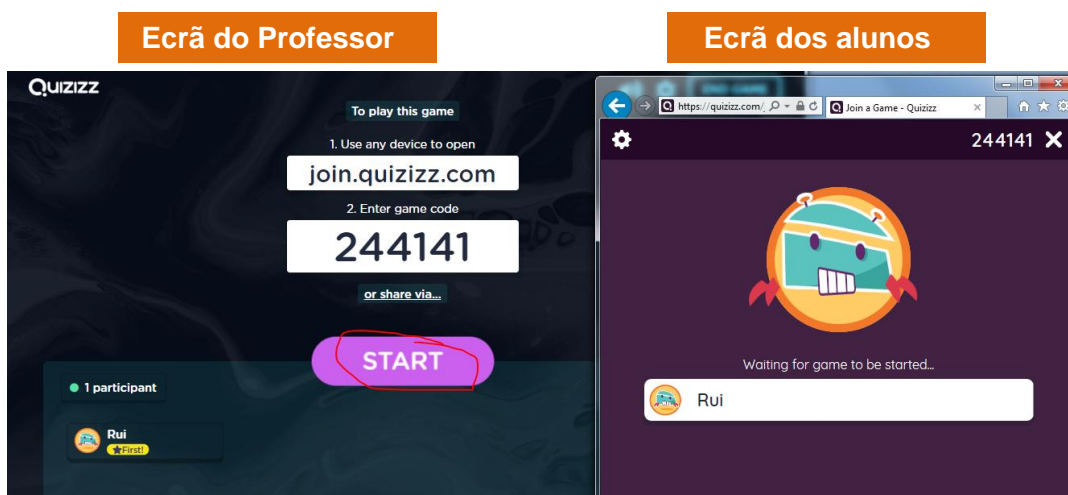 Ecrã do Professor
Ecrã dos alunos
Quizizz
To play this game
1. Use any device to open
join.quizizz.com
2. Enter game code
244141
or share via...
START
1 participant
Rui
First!
END GAME
https://quizizz.com/
Join a Game - Quizizz
244141
Waiting for game to be started...
Rui